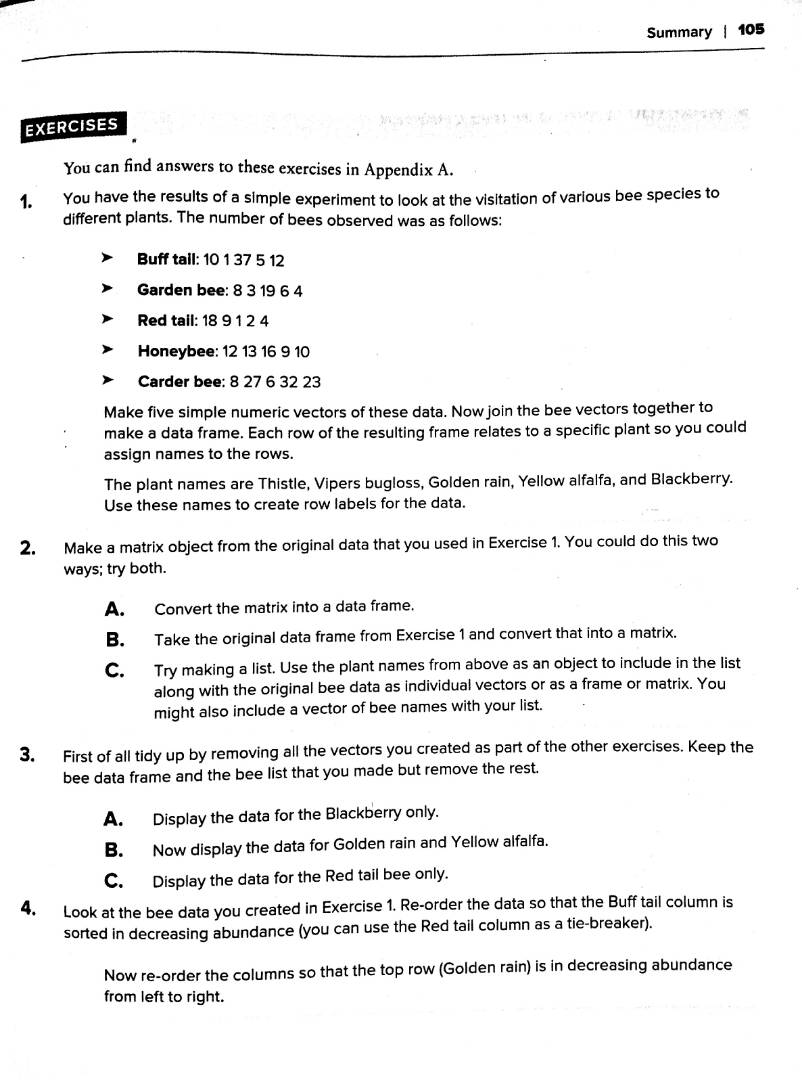 Summary | 105
EXERCISES
You can find answers to these exercises in Appendix A.
1. You have the results of a simple experiment to look at the visitation of various bee species to
different plants. The number of bees observed was as follows:
➤ Buff tail: 10 1 37 5 12
➤ Garden bee: 8 3 19 6 4
➤ Red tail: 18 9 1 2 4
➤ Honeybee: 12 13 16 9 10
➤ Carder bee: 8 27 6 32 23
Make five simple numeric vectors of these data. Now join the bee vectors together to
make a data frame. Each row of the resulting frame relates to a specific plant so you could
assign names to the rows.
The plant names are Thistle, Vipers bugloss, Golden rain, Yellow alfalfa, and Blackberry.
Use these names to create row labels for the data.
2. Make a matrix object from the original data that you used in Exercise 1. You could do this two
ways; try both.
A. Convert the matrix into a data frame.
B. Take the original data frame from Exercise 1 and convert that into a matrix.
C. Try making a list. Use the plant names from above as an object to include in the list
along with the original bee data as individual vectors or as a frame or matrix. You
might also include a vector of bee names with your list.
3. First of all tidy up by removing all the vectors you created as part of the other exercises. Keep the
bee data frame and the bee list that you made but remove the rest.
A. Display the data for the Blackberry only.
B. Now display the data for Golden rain and Yellow alfalfa.
C. Display the data for the Red tail bee only.
4. Look at the bee data you created in Exercise 1. Re-order the data so that the Buff tail column is
sorted in decreasing abundance (you can use the Red tail column as a tie-breaker).
Now re-order the columns so that the top row (Golden rain) is in decreasing abundance
from left to right.